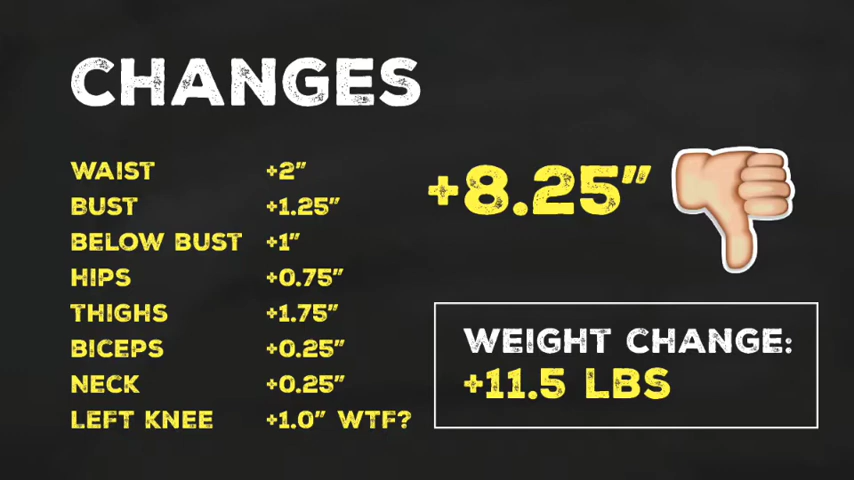 CHANGES
WAIST +2"
BUST +1.25"
BELOW BUST +1"
HIPS +0.75"
THIGHS +1.75"
BICEPS +0.25"
NECK +0.25"
LEFT KNEE +1.0" WTF?
+8.25"
WEIGHT CHANGE:
+11.5 LBS